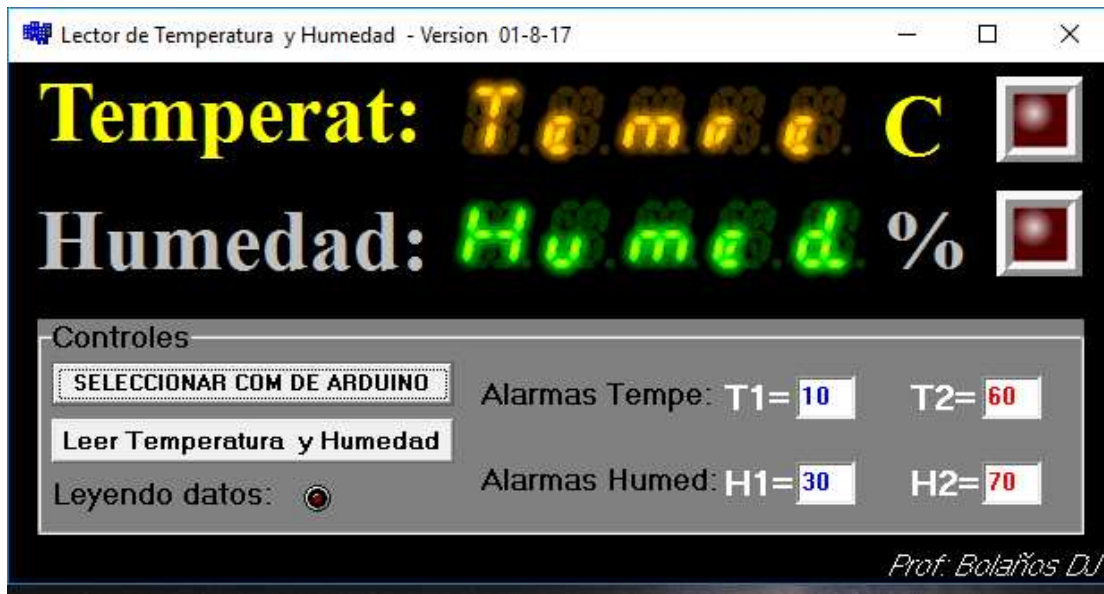 Lector de Temperatura y Humedad - Version 01-8-17
Temperat: C
Humedad: Humed %
Controles
SELECCIONAR COM DE ARDUINO
Alarmas Tempe: T1= 10 T2= 60
Leer Temperatura y Humedad
Alarmas Humed: H1= 30 H2= 70
Leyendo datos:
Prof: Bolaños DJ